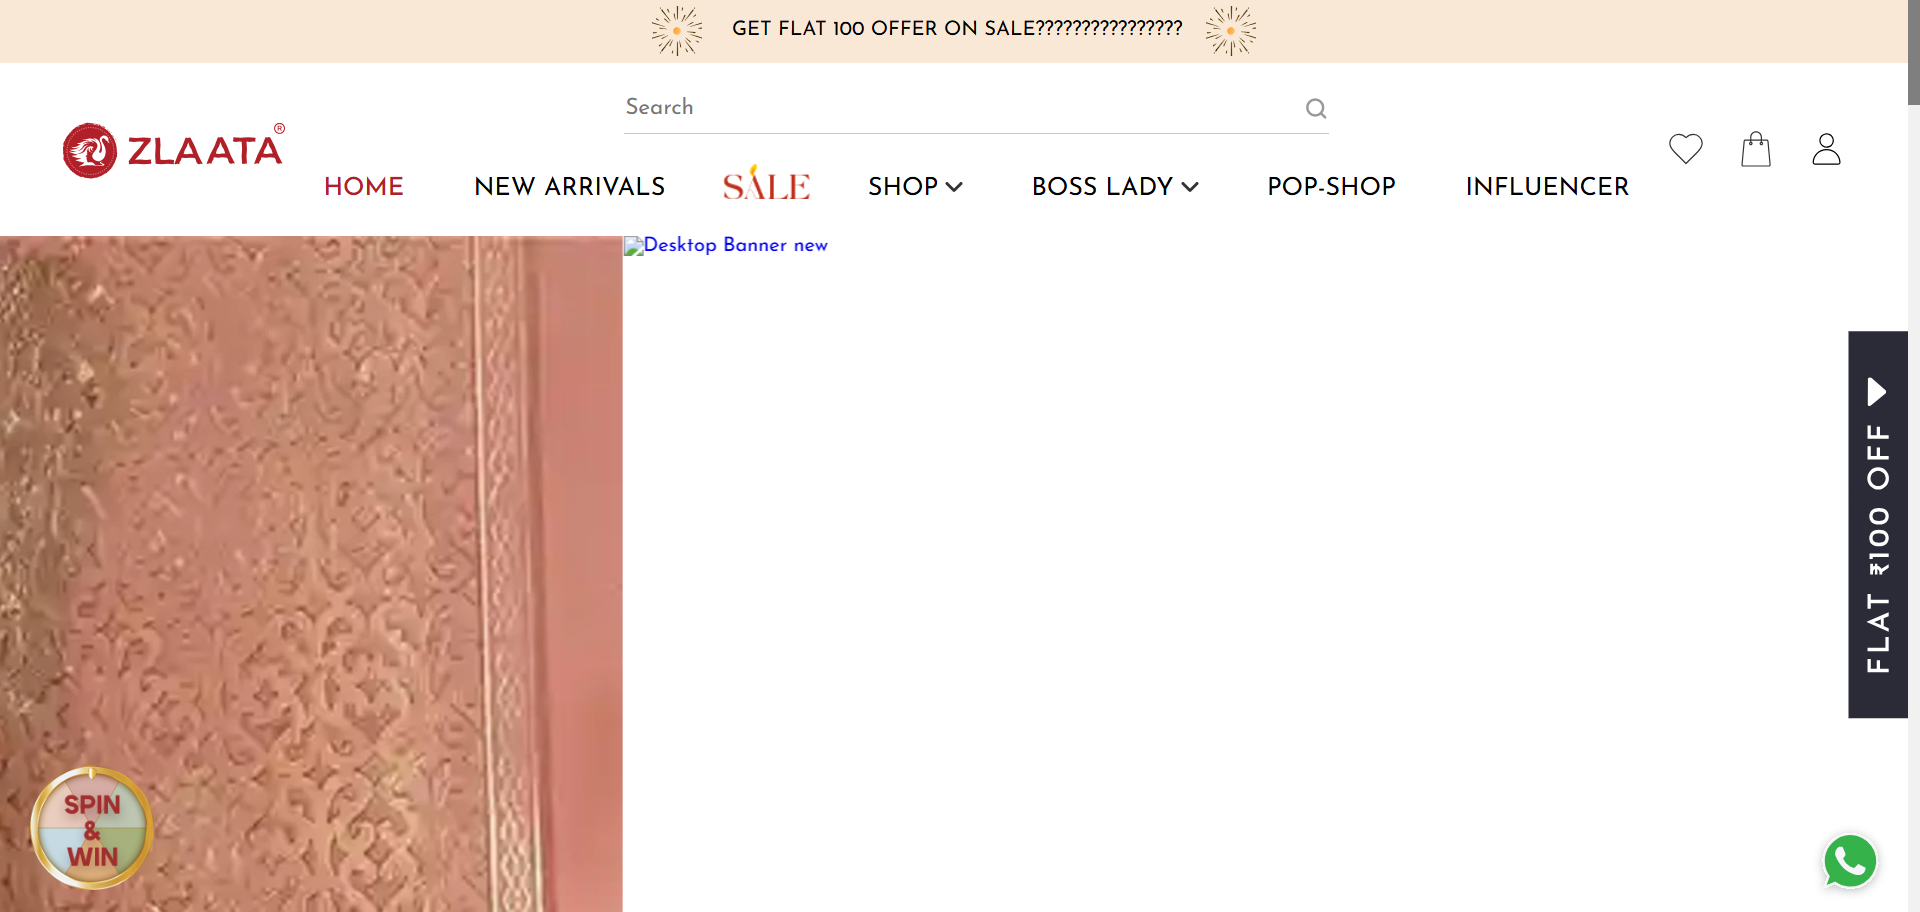 GET FLAT 100 OFFER ON SALE????????????????
Search
ZLAATA®
HOME NEW ARRIVALS SALE SHOP BOSS LADY POP-SHOP INFLUENCER
Desktop Banner new
FLAT ₹100 OFF
SPIN
&
WIN